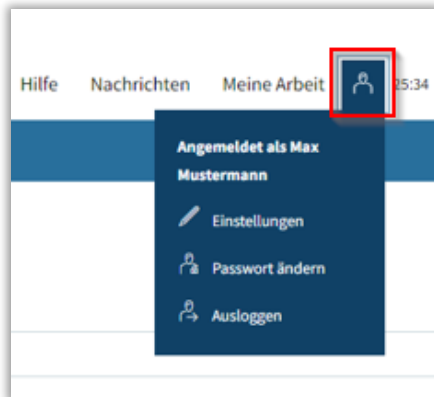 Hilfe Nachrichten Meine Arbeit 25:34
Angemeldet als Max
Mustermann
Einstellungen
Passwort ändern
Ausloggen